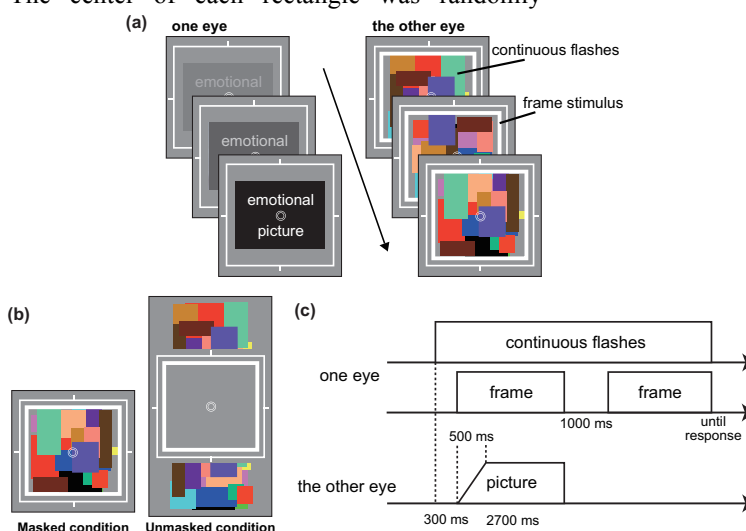 The center of each rectangle was randomly
(a)
one eye
the other eye
emotional
emotional
emotional
picture
continuous flashes
frame stimulus
(b)
Masked condition
Unmasked condition
(c)
continuous flashes
one eye
frame
frame
1000 ms
until
response
500 ms
the other eye
picture
300 ms
2700 ms